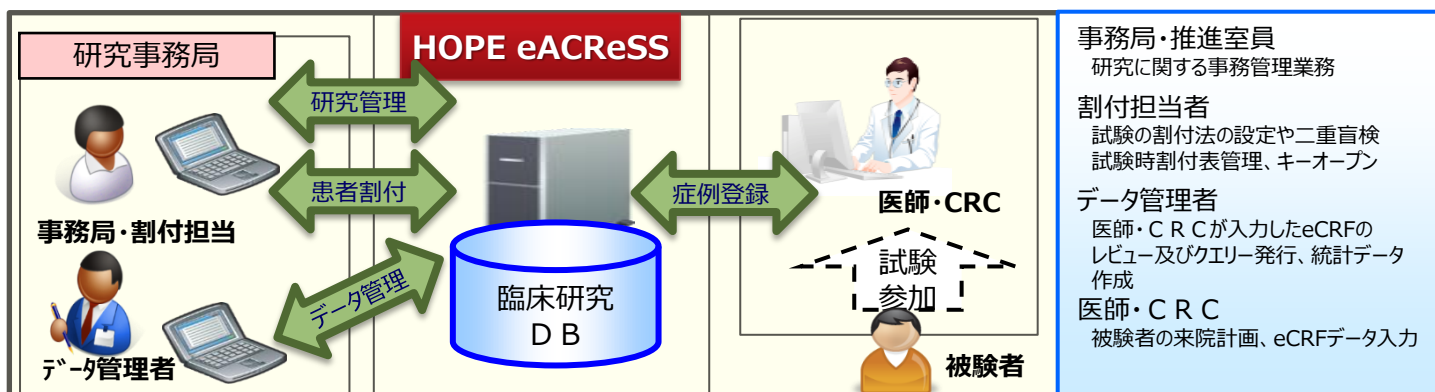 研究事務局
HOPE eACReSS
研究管理
患者割付
事務局・割付担当
データ管理
ﾃﾞｰﾀ管理者
臨床研究
ＤＢ
症例登録
医師・CRC
試験
参加
被験者
事務局・推進室員
研究に関する事務管理業務
割付担当者
試験の割付法の設定や二重盲検
試験時割付表管理、キーオープン
データ管理者
医師・ＣＲＣが入力したeCRFの
レビュー及びクエリー発行、統計データ
作成
医師・ＣＲＣ
被験者の来院計画、eCRFデータ入力